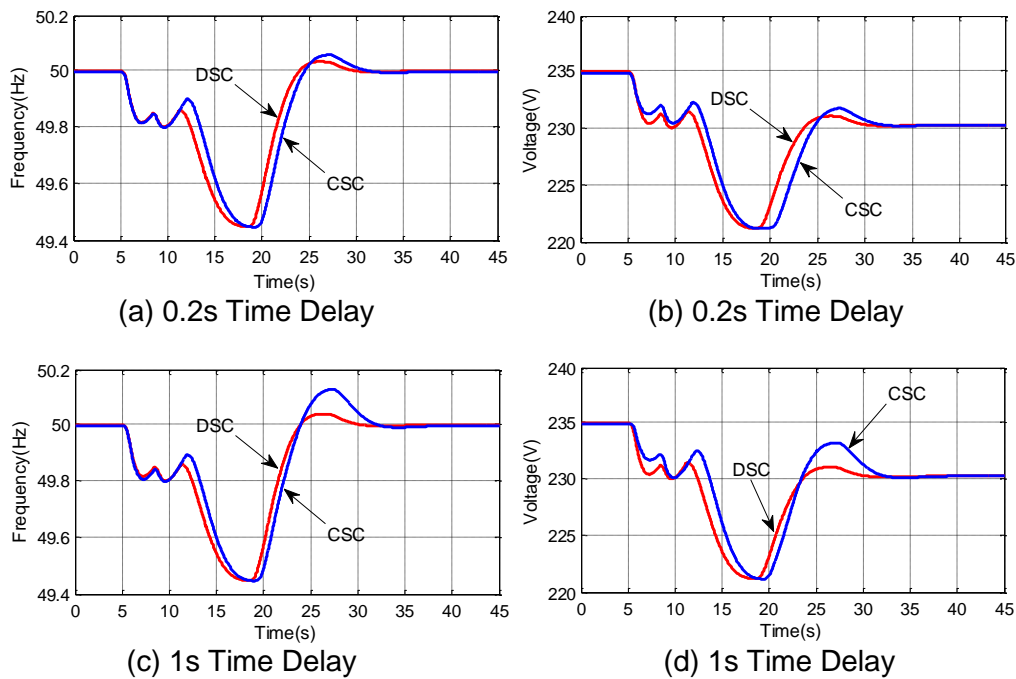 50.2
50
49.8
49.6
49.4
Frequency(Hz)
DSC
CSC
0 5 10 15 20 25 30 35 40 45
Time(s)
(a) 0.2s Time Delay
240
235
230
225
220
Voltage(V)
DSC
CSC
0 5 10 15 20 25 30 35 40 45
Time(s)
(b) 0.2s Time Delay
50.2
50
49.8
49.6
49.4
Frequency(Hz)
DSC
CSC
0 5 10 15 20 25 30 35 40 45
Time(s)
(c) 1s Time Delay
240
235
230
225
220
Voltage(V)
CSC
DSC
0 5 10 15 20 25 30 35 40 45
Time(s)
(d) 1s Time Delay